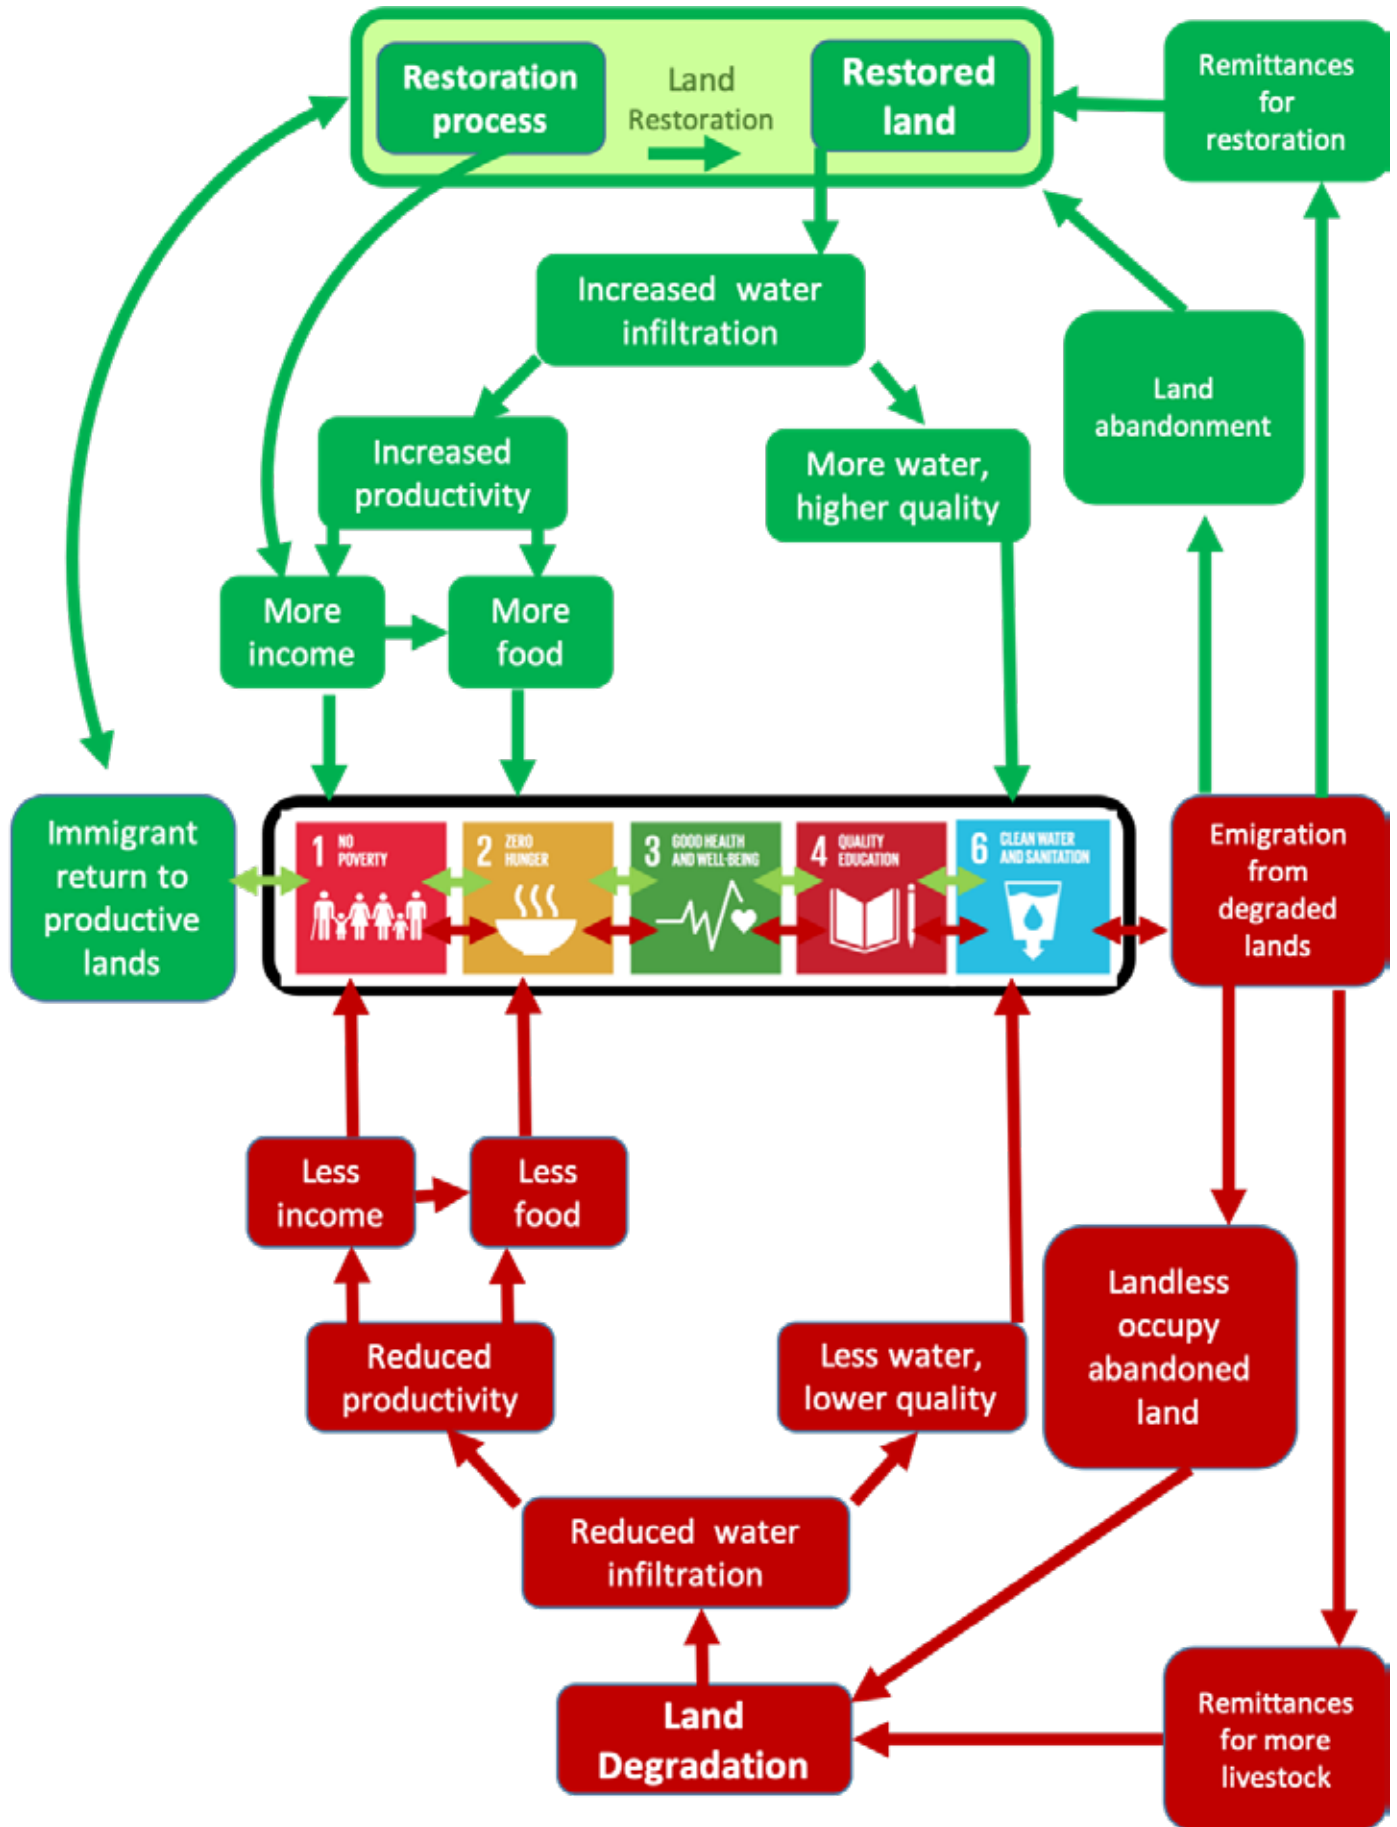 Restoration
process
Land
Restoration
Restored
land
Remittances
for
restoration
Increased water
infiltration
Land
abandonment
Increased
productivity
More water,
higher quality
More
income
More
food
Immigrant
return to
productive
lands
1 NO
POVERTY
2 ZERO
HUNGER
3 GOOD HEALTH
AND WELL-BEING
4 QUALITY
EDUCATION
6 CLEAN WATER
AND SANITATION
Emigration
from
degraded
lands
Less
income
Less
food
Landless
occupy
abandoned
land
Reduced
productivity
Less water,
lower quality
Reduced water
infiltration
Land
Degradation
Remittances
for more
livestock